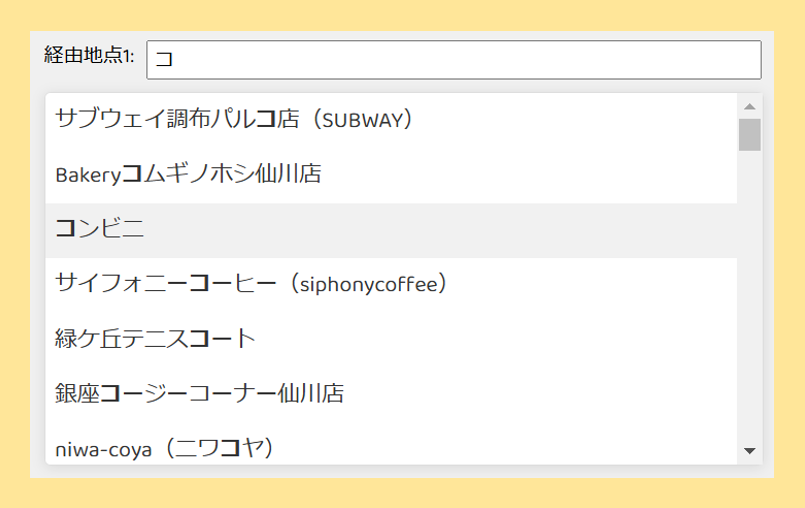 経由地点1: コ
サブウェイ調布パルコ店（SUBWAY）
Bakeryコムギノホシ仙川店
コンビニ
サイフォニーコーヒー（siphonycoffee）
緑ケ丘テニスコート
銀座コージーコーナー仙川店
niwa-coya（ニワコヤ）